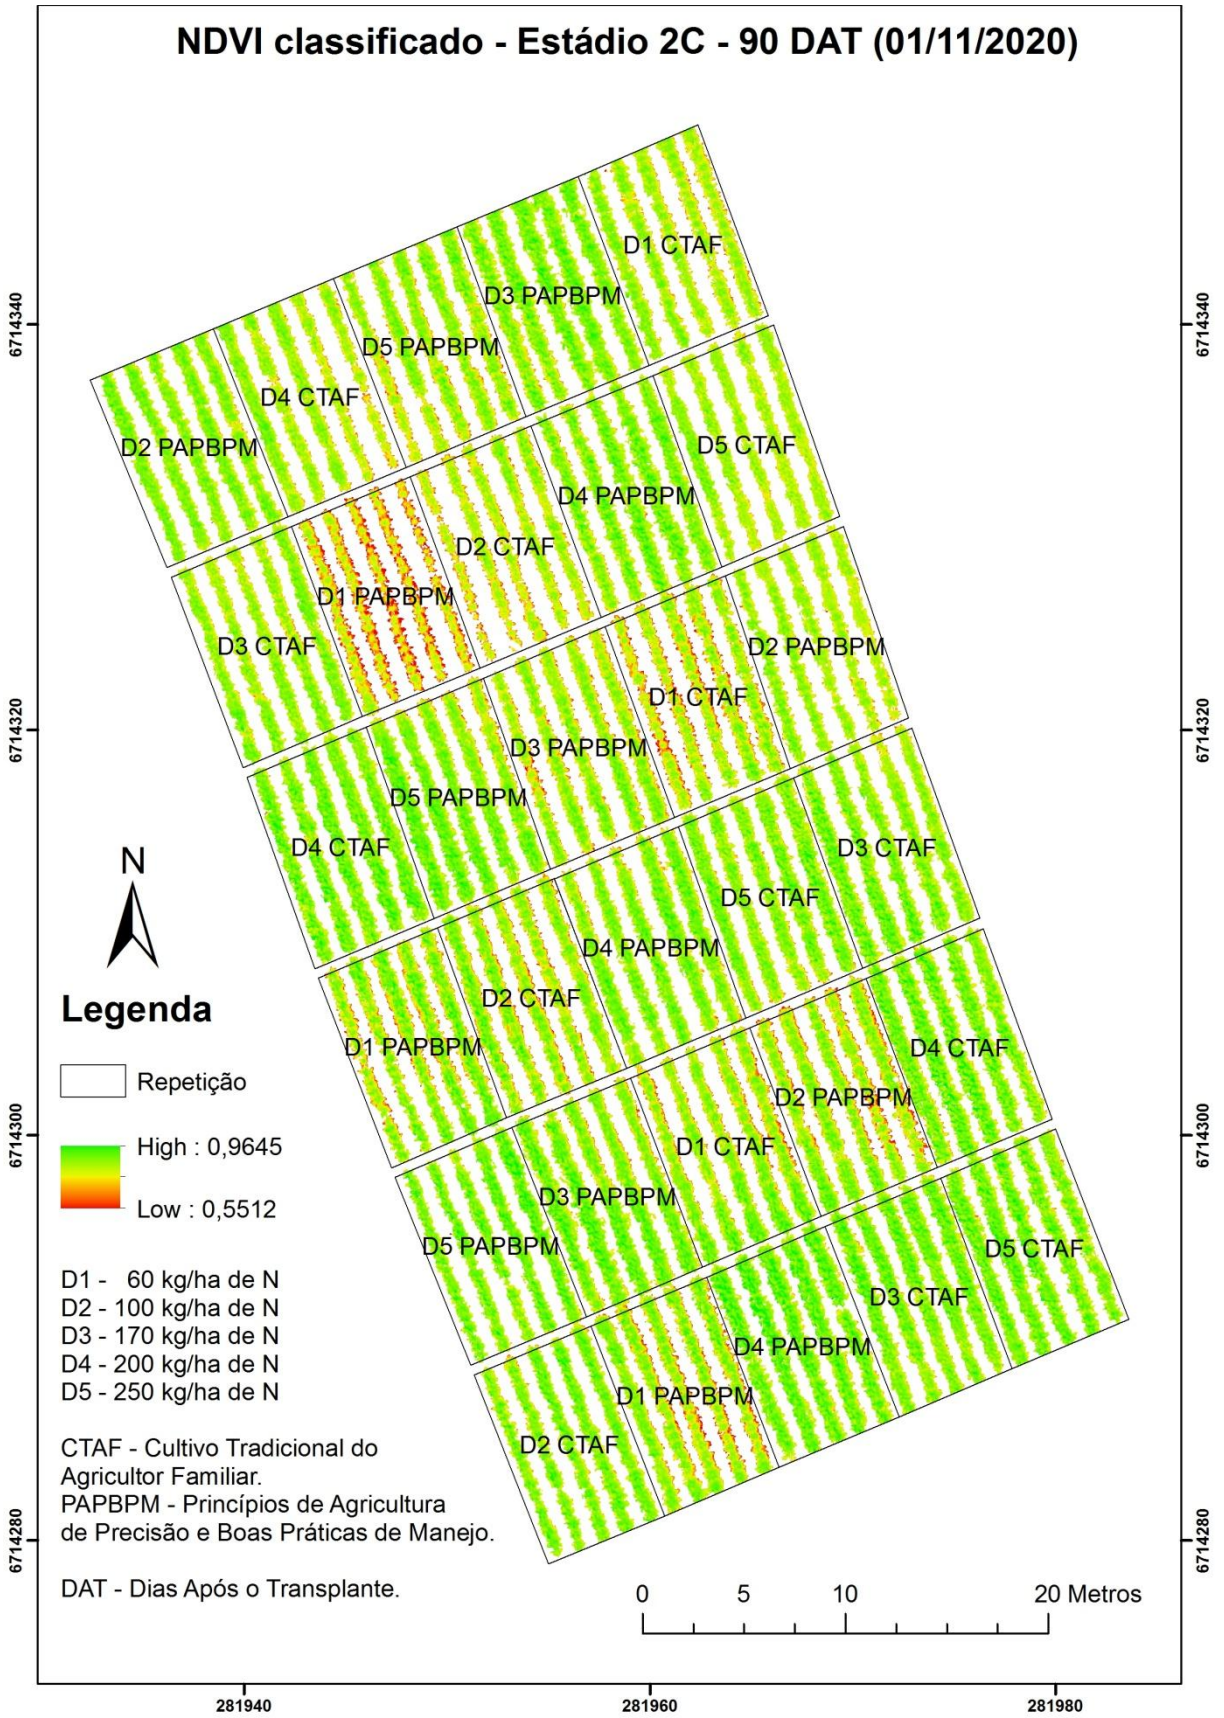 NDVI classificado - Estádio 2C - 90 DAT (01/11/2020)
D1 CTAF
D3 PAPBPM
D5 PAPBPM
D4 CTAF
D2 PAPBPM
D5 CTAF
D4 PAPBPM
D2 CTAF
D1 PAPBPM
D3 CTAF
D2 PAPBPM
D1 CTAF
D3 PAPBPM
D5 PAPBPM
D4 CTAF
D3 CTAF
D5 CTAF
D4 PAPBPM
D2 CTAF
D1 PAPBPM
D4 CTAF
D2 PAPBPM
D1 CTAF
D3 PAPBPM
D5 PAPBPM
D5 CTAF
D3 CTAF
D4 PAPBPM
D1 PAPBPM
D2 CTAF
6714340
6714340
6714320
6714320
6714300
6714300
6714280
6714280
N
Legenda
Repetição
High : 0,9645
Low : 0,5512
D1 - 60 kg/ha de N
D2 - 100 kg/ha de N
D3 - 170 kg/ha de N
D4 - 200 kg/ha de N
D5 - 250 kg/ha de N
CTAF - Cultivo Tradicional do
Agricultor Familiar.
PAPBPM - Princípios de Agricultura
de Precisão e Boas Práticas de Manejo.
DAT - Dias Após o Transplante.
0 5 10 20 Metros
281940 281960 281980